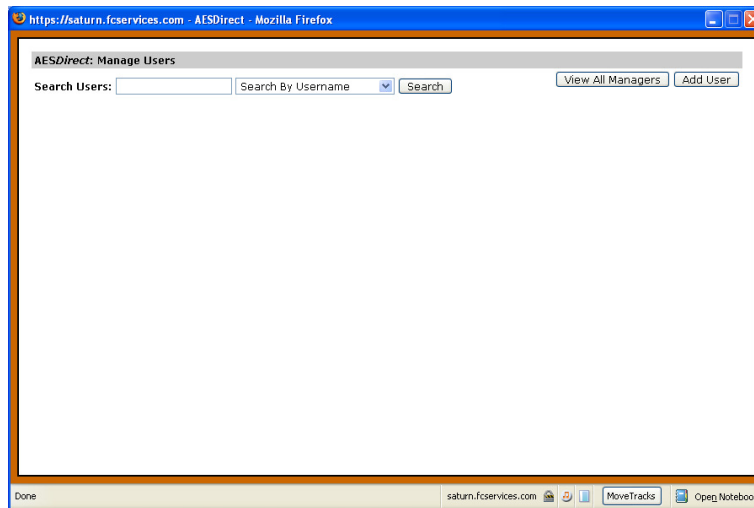 https://saturn.fcservices.com - AESDirect - Mozilla Firefox
AESDirect: Manage Users
Search Users: Search By Username Search View All Managers Add User
Done saturn.fcservices.com MoveTracks Open Noteboo